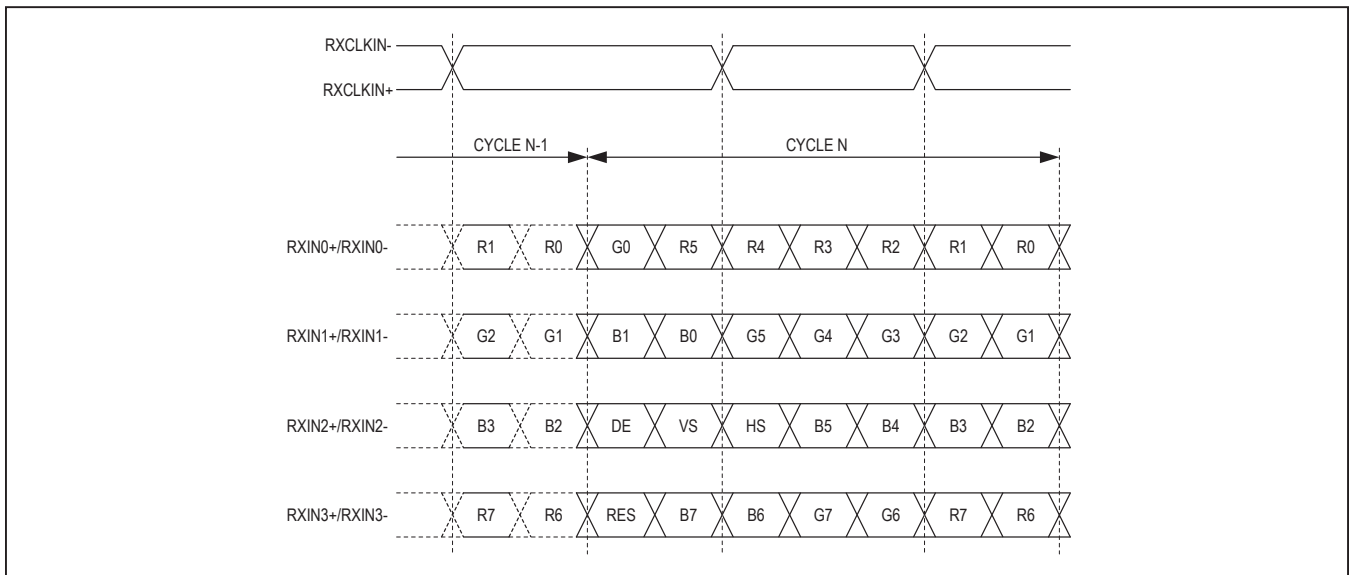 RXCLKIN-
RXCLKIN+
CYCLE N-1 CYCLE N
RXIN0+/RXIN0- R1 R0 G0 R5 R4 R3 R2 R1 R0
RXIN1+/RXIN1- G2 G1 B1 B0 G5 G4 G3 G2 G1
RXIN2+/RXIN2- B3 B2 DE VS HS B5 B4 B3 B2
RXIN3+/RXIN3- R7 R6 RES B7 B6 G7 G6 R7 R6